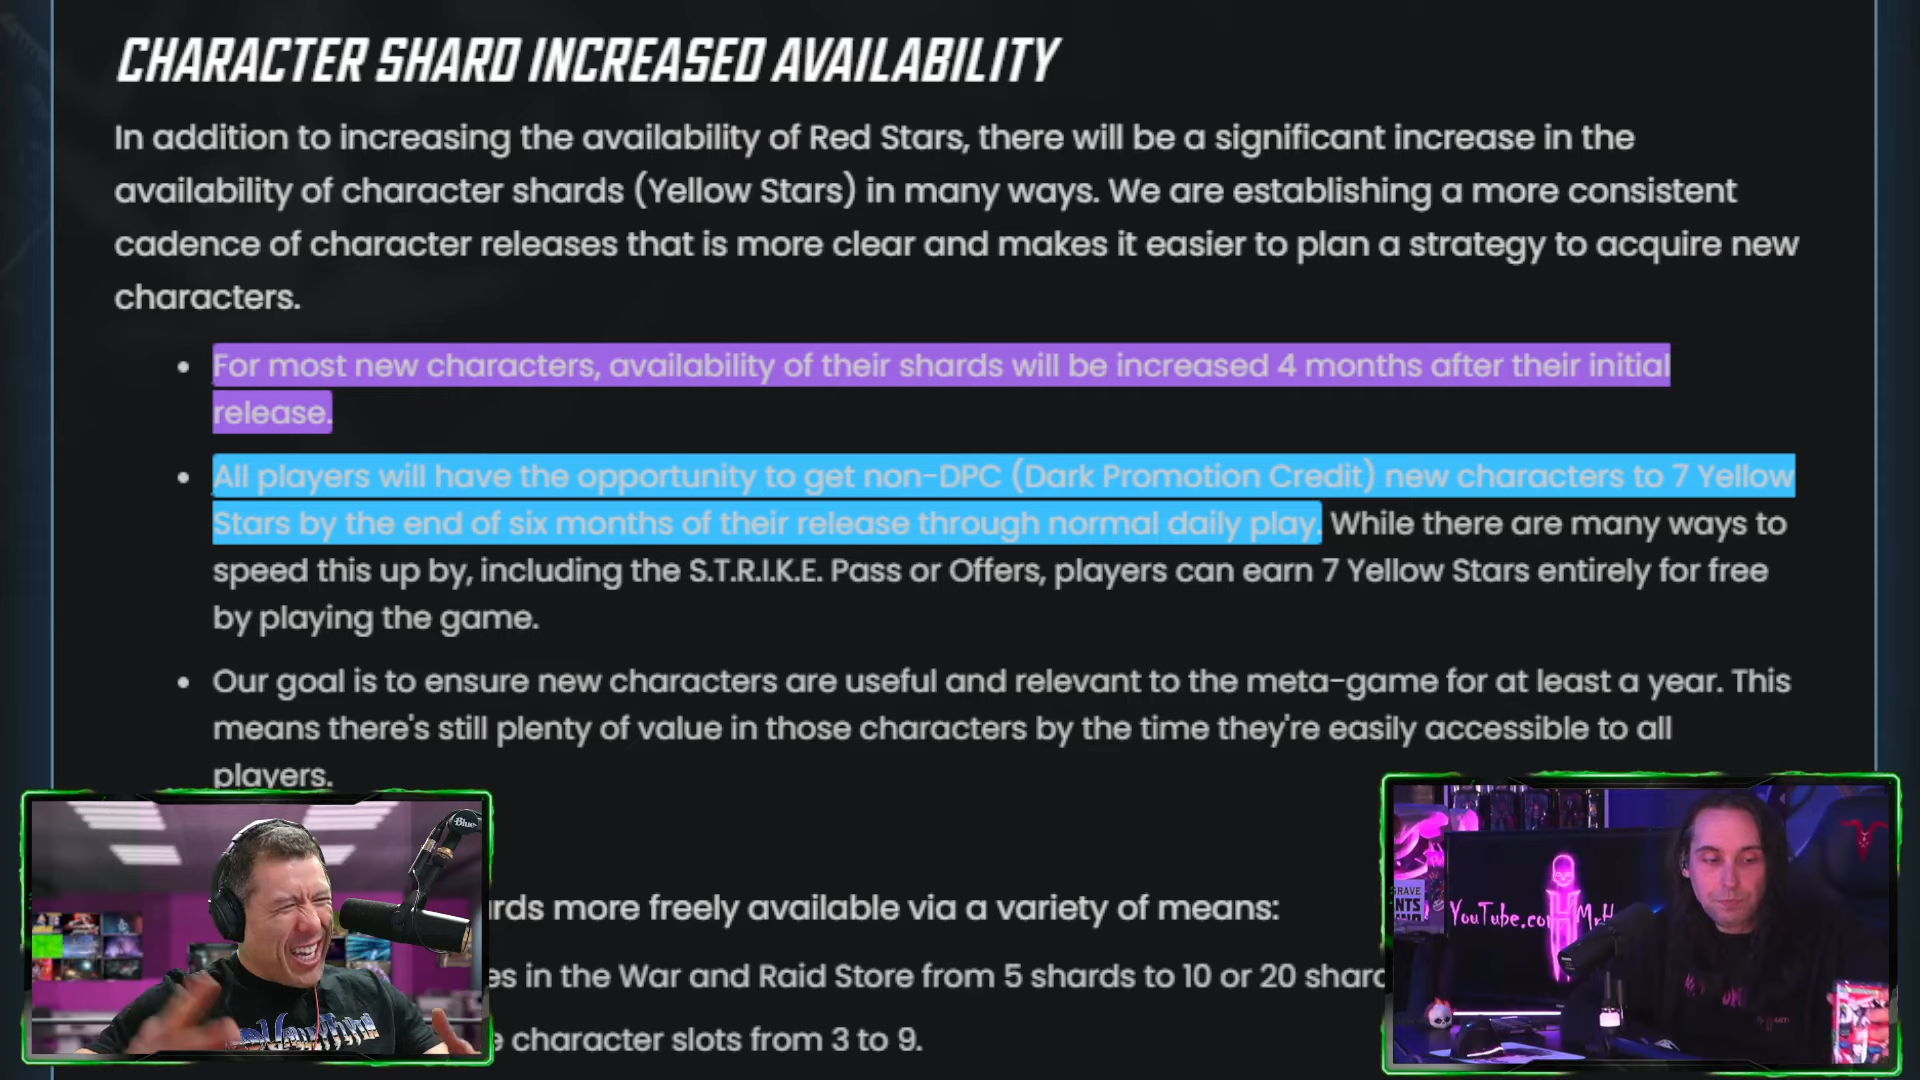 CHARACTER SHARD INCREASED AVAILABILITY
In addition to increasing the availability of Red Stars, there will be a significant increase in the
availability of character shards (Yellow Stars) in many ways. We are establishing a more consistent
cadence of character releases that is more clear and makes it easier to plan a strategy to acquire new
characters.
• For most new characters, availability of their shards will be increased 4 months after their initial
release.
• All players will have the opportunity to get non-DPC (Dark Promotion Credit) new characters to 7 Yellow
Stars by the end of six months of their release through normal daily play. While there are many ways to
speed this up by, including the S.T.R.I.K.E. Pass or Offers, players can earn 7 Yellow Stars entirely for free
by playing the game.
• Our goal is to ensure new characters are useful and relevant to the meta-game for at least a year. This
means there's still plenty of value in those characters by the time they're easily accessible to all
players.
more freely available via a variety of means:
in the War and Raid Store from 5 shards to 10 or 20
character slots from 3 to 9.
Blue
YouTube.co
MrH